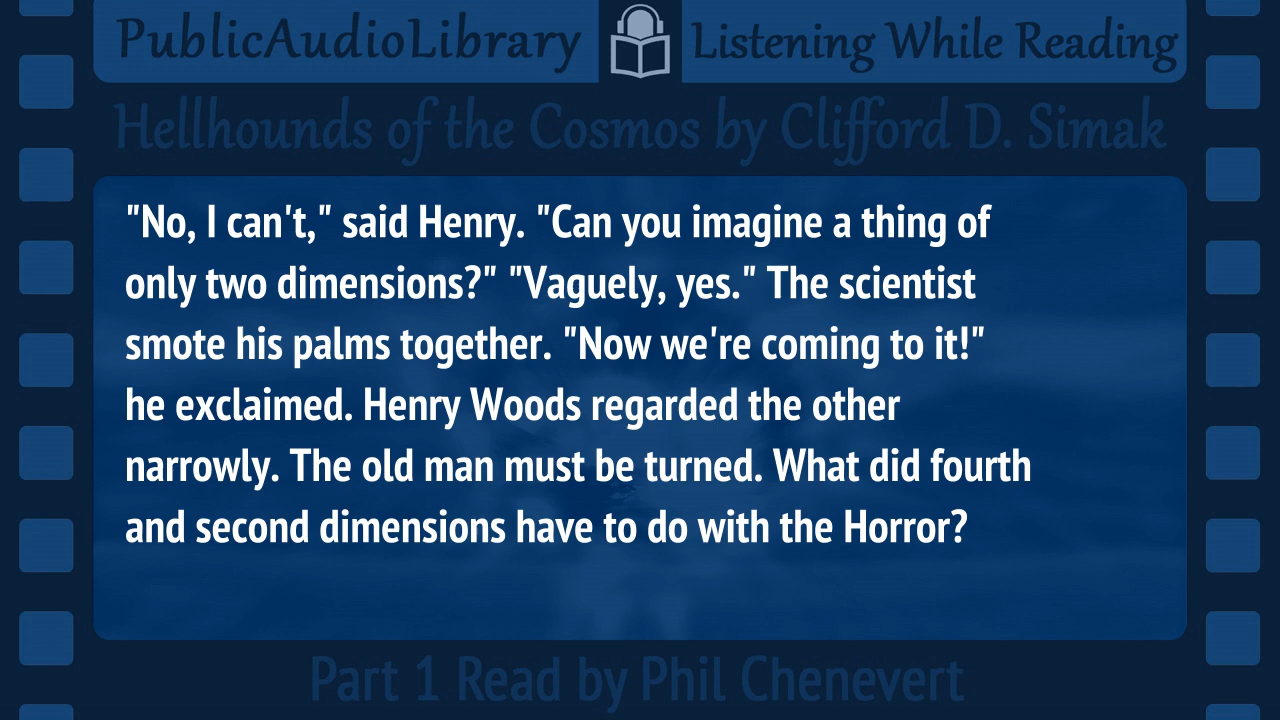 PublicAudioLibrary Listening While Reading
Hellhounds of the Cosmos by Clifford D. Simak
"No, I can't," said Henry. "Can you imagine a thing of
only two dimensions?" "Vaguely, yes." The scientist
smote his palms together. "Now we're coming to it!"
he exclaimed. Henry Woods regarded the other
narrowly. The old man must be turned. What did fourth
and second dimensions have to do with the Horror?
Part 1 Read by Phil Chenevert